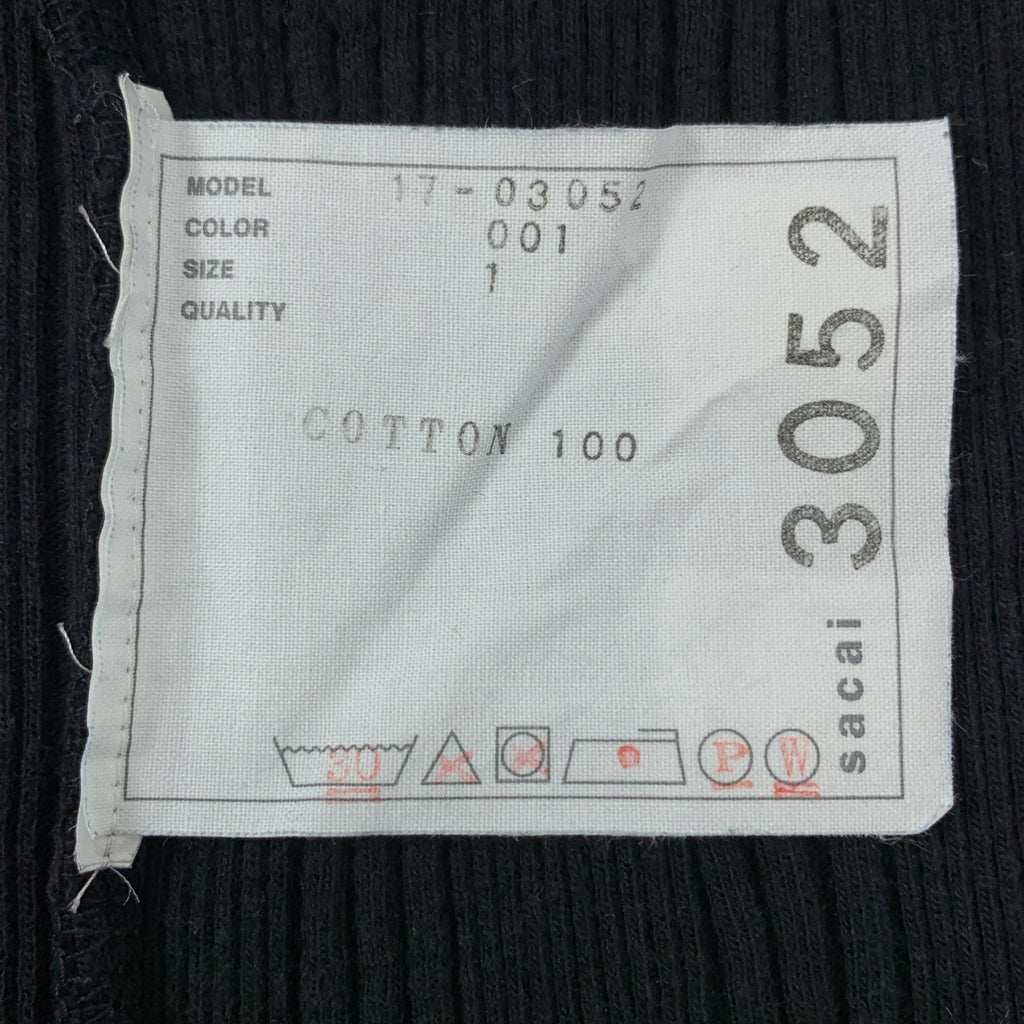 MODEL 17-03052
COLOR 001
SIZE 1
QUALITY
COTTON 100
30
P
W
sacai 3052